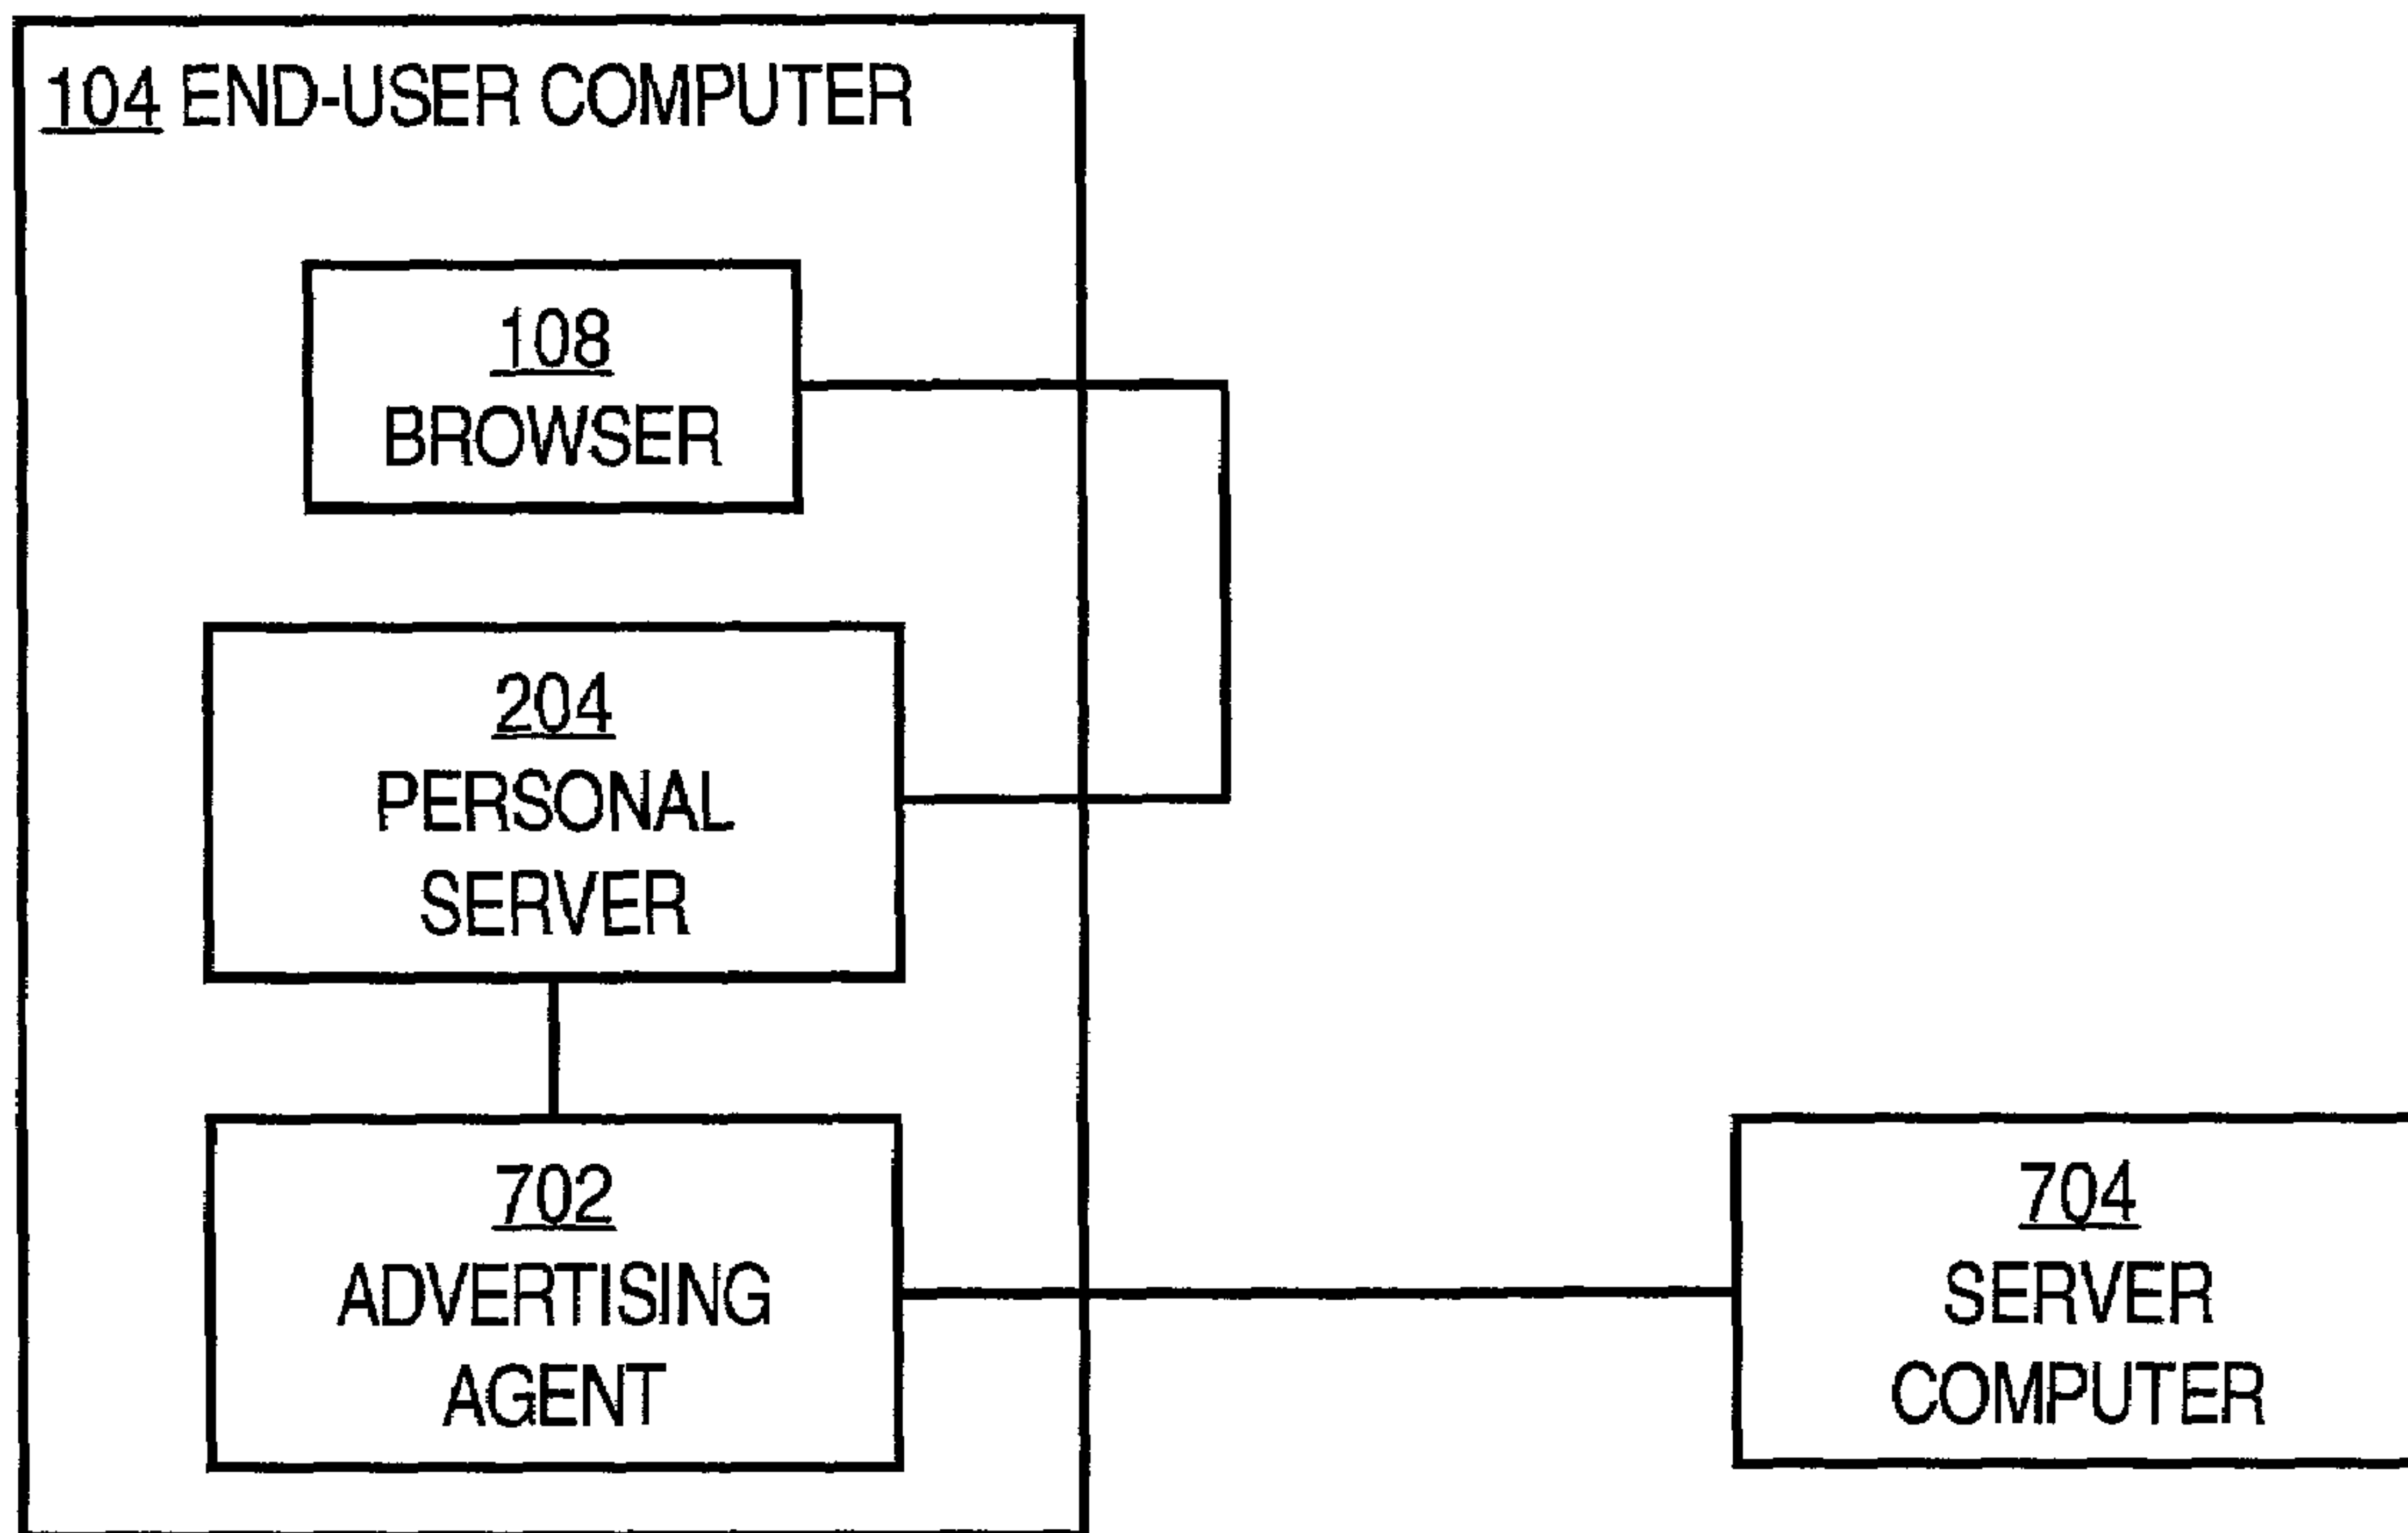 104 END-USER COMPUTER
108
BROWSER
204
PERSONAL
SERVER
702
ADVERTISING
AGENT
704
SERVER
COMPUTER